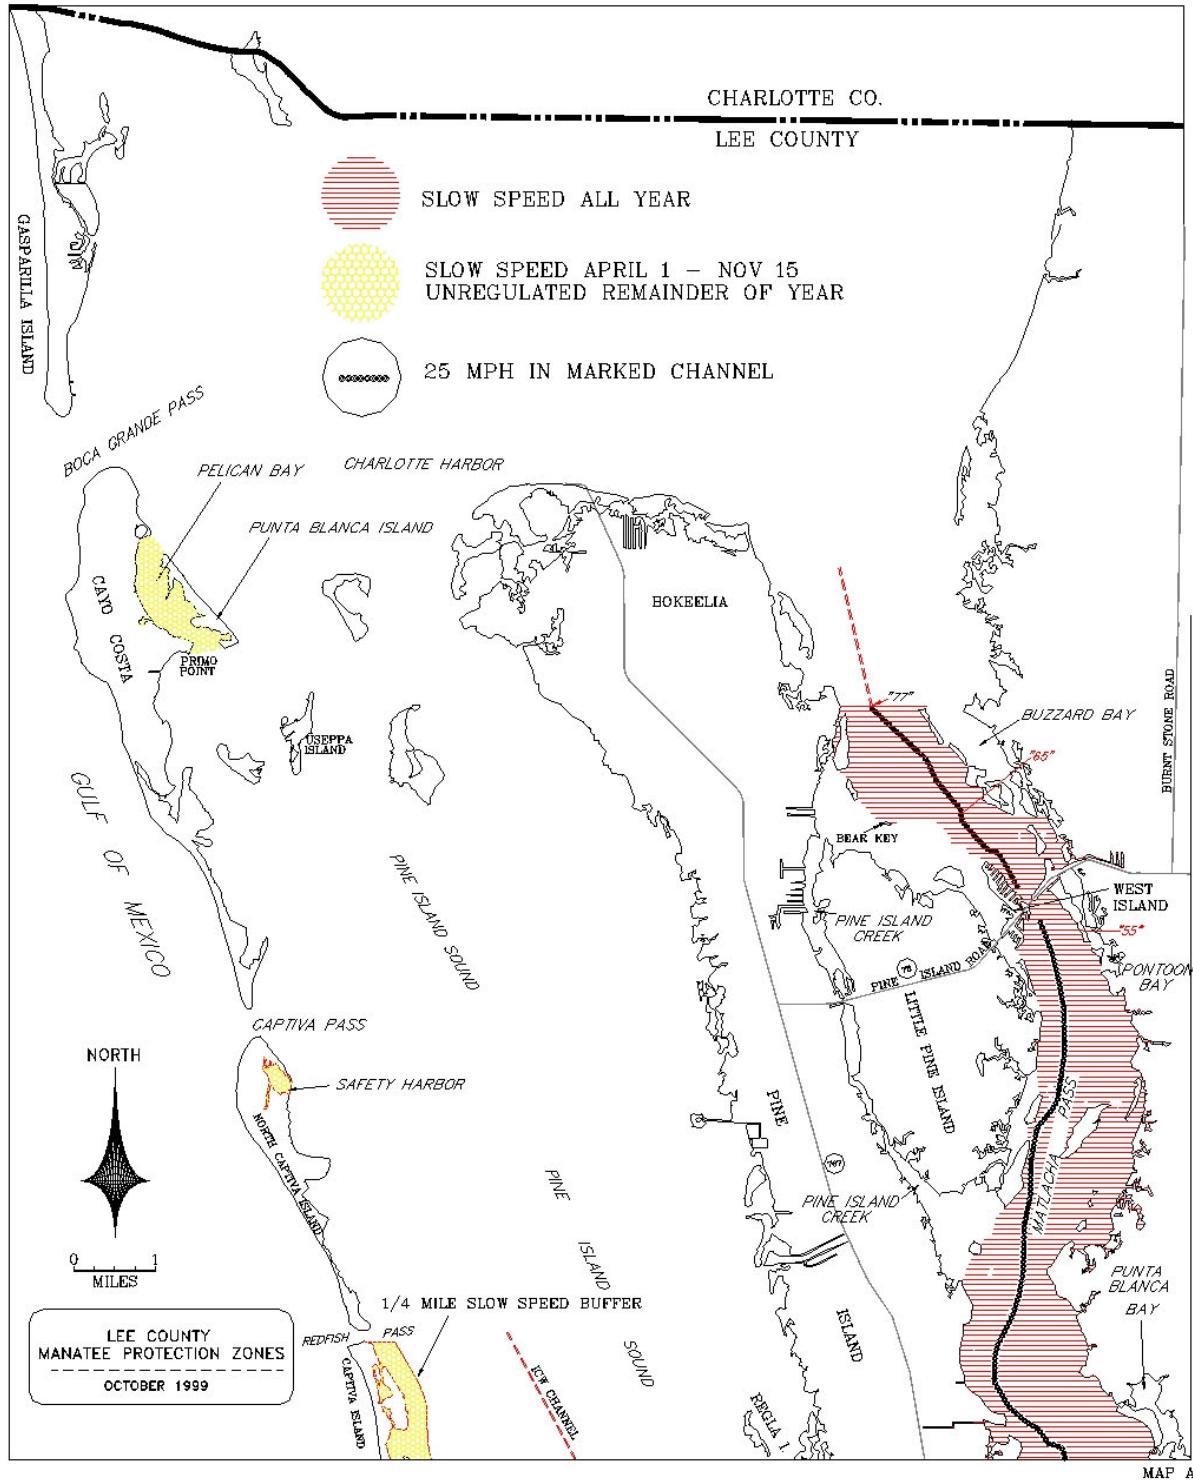 CHARLOTTE CO.
LEE COUNTY
SLOW SPEED ALL YEAR
SLOW SPEED APRIL 1 - NOV 15
UNREGULATED REMAINDER OF YEAR
25 MPH IN MARKED CHANNEL
GASPARILLA ISLAND
BOCA GRANDE PASS
PELICAN BAY
CHARLOTTE HARBOR
PUNTA BLANCA ISLAND
CAYO COSTA
PRIMO
POINT
BOKEELIA
"77"
BUZZARD BAY
"65"
BURNT STONE ROAD
USEPPA
ISLAND
GULF OF MEXICO
PINE ISLAND SOUND
BEAR KEY
WEST
ISLAND
PINE ISLAND
CREEK
"55"
PINE ISLAND ROAD
78
PONTOON
BAY
LITTLE PINE ISLAND
CAPTIVA PASS
NORTH
SAFETY HARBOR
NORTH CAPTIVA ISLAND
MATLACHA PASS
PINE ISLAND
767
PINE ISLAND
CREEK
PINE ISLAND SOUND
0 1
MILES
PUNTA
BLANCA
BAY
1/4 MILE SLOW SPEED BUFFER
REDFISH PASS
CAPTIVA ISLAND
ICW CHANNEL
REGLA I
LEE COUNTY
MANATEE PROTECTION ZONES
OCTOBER 1999
MAP A